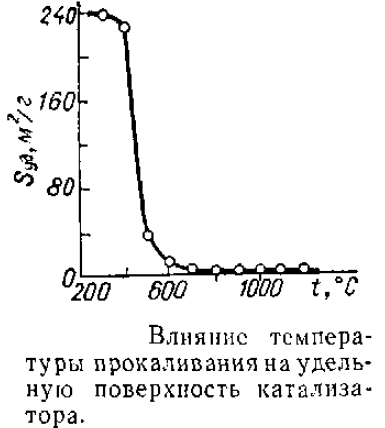 240
160
80
0
Sуд, м²/г
200
600
1000
t, °C
Влияние темпера-
туры прокаливания на удель-
ную поверхность катализа-
тора.